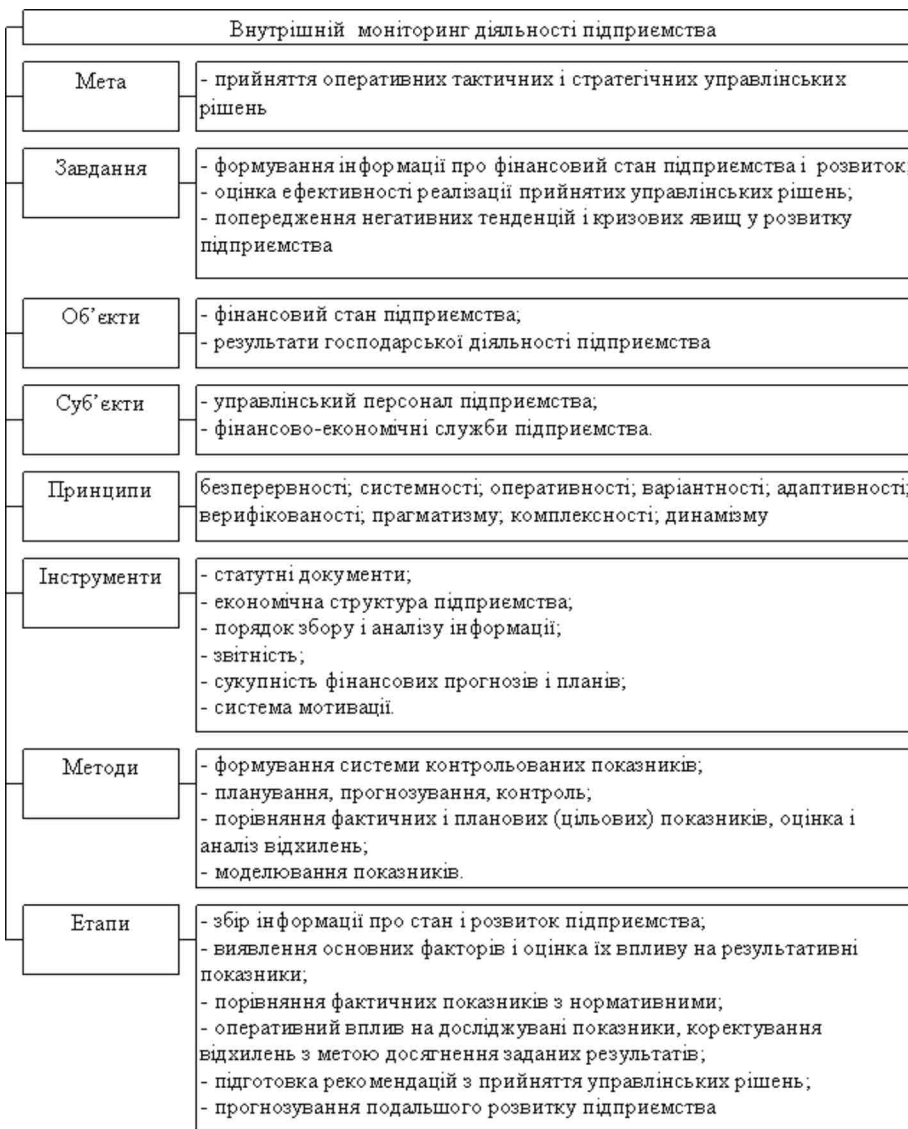 Внутрішній моніторинг діяльності підприємства
Мета
- прийняття оперативних тактичних і стратегічних управлінських
рішень
Завдання
- формування інформації про фінансовий стан підприємства і розвиток;
- оцінка ефективності реалізації прийнятих управлінських рішень;
- попередження негативних тенденцій і кризових явищ у розвитку
підприємства
Об’єкти
- фінансовий стан підприємства;
- результати господарської діяльності підприємства
Суб’єкти
- управлінський персонал підприємства;
- фінансово-економічні служби підприємства.
Принципи
безперервності; системності; оперативності; варіантності; адаптивності;
верифікованості; прагматизму; комплексності; динамізму
Інструменти
- статутні документи;
- економічна структура підприємства;
- порядок збору і аналізу інформації;
- звітність;
- сукупність фінансових прогнозів і планів;
- система мотивації.
Методи
- формування системи контрольованих показників;
- планування, прогнозування, контроль;
- порівняння фактичних і планових (цільових) показників, оцінка і
аналіз відхилень;
- моделювання показників.
Етапи
- збір інформації про стан і розвиток підприємства;
- виявлення основних факторів і оцінка їх впливу на результативні
показники;
- порівняння фактичних показників з нормативними;
- оперативний вплив на досліджувані показники, коректування
відхилень з метою досягнення заданих результатів;
- підготовка рекомендацій з прийняття управлінських рішень;
- прогнозування подальшого розвитку підприємства